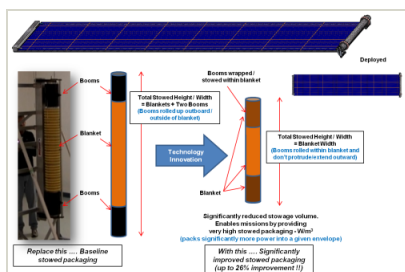 Deployed
Booms
Blanket
Booms
Total Stowed Height / Width
= Blankets + Two Booms
(Booms rolled up outboard /
outside of blanket)
Technology
Innovation
Booms wrapped /
stowed within blanket
Total Stowed Height / Width
= Blanket Width
(Booms rolled within blanket and
don't protrude/extend outward)
Blanket
Significantly reduced stowage volume.
Enables missions by providing
very high stowed packaging - W/m³
(packs significantly more power into a given envelope)
Replace this .... Baseline
stowed packaging
With this .... Significantly
improved stowed packaging
(up to 26% improvement !!)